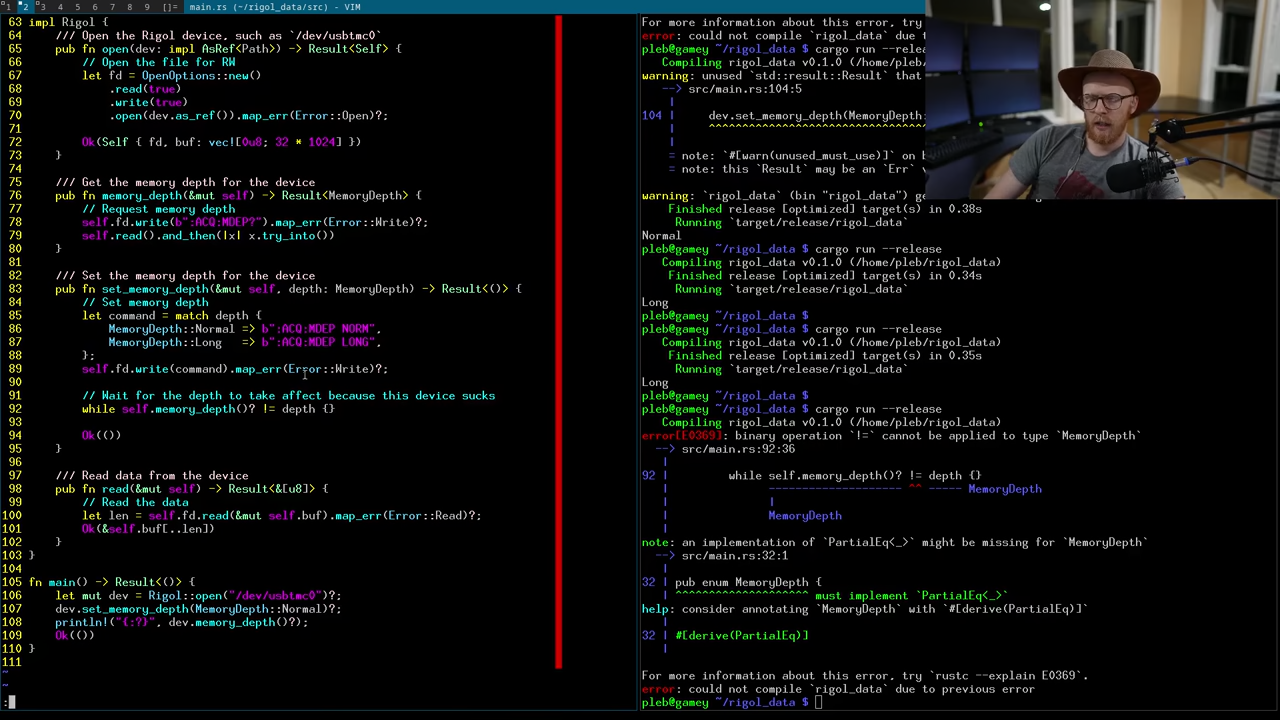 1 2 3 4 5 6 7 8 9 []= main.rs (~/rigol_data/src) - VIM
63 impl Rigol {
64     /// Open the Rigol device, such as `/dev/usbtmc0`
65     pub fn open(dev: impl AsRef<Path>) -> Result<Self> {
66         // Open the file for RW
67         let fd = OpenOptions::new()
68             .read(true)
69             .write(true)
70             .open(dev.as_ref()).map_err(Error::Open)?;
71
72         Ok(Self { fd, buf: vec![0u8; 32 * 1024] })
73     }
74
75     /// Get the memory depth for the device
76     pub fn memory_depth(&mut self) -> Result<MemoryDepth> {
77         // Request memory depth
78         self.fd.write(b":ACQ:MDEP?").map_err(Error::Write)?;
79         self.read().and_then(|x| x.try_into())
80     }
81
82     /// Set the memory depth for the device
83     pub fn set_memory_depth(&mut self, depth: MemoryDepth) -> Result<()> {
84         // Set memory depth
85         let command = match depth {
86             MemoryDepth::Normal => b":ACQ:MDEP NORM",
87             MemoryDepth::Long   => b":ACQ:MDEP LONG",
88         };
89         self.fd.write(command).map_err(Error::Write)?;
90
91         // Wait for the depth to take affect because this device sucks
92         while self.memory_depth()? != depth {}
93
94         Ok(())
95     }
96
97     /// Read data from the device
98     pub fn read(&mut self) -> Result<&[u8]> {
99         // Read the data
100         let len = self.fd.read(&mut self.buf).map_err(Error::Read)?;
101         Ok(&self.buf[..len])
102     }
103 }
104
105 fn main() -> Result<()> {
106     let mut dev = Rigol::open("/dev/usbtmc0")?;
107     dev.set_memory_depth(MemoryDepth::Normal)?;
108     println!("{:?}", dev.memory_depth()?);
109     Ok(())
110 }
111
~
~
:
For more information about this error, try
error: could not compile `rigol_data` due t
pleb@gamey ~/rigol_data $ cargo run --relea
   Compiling rigol_data v0.1.0 (/home/pleb/
warning: unused `std::result::Result` that
   --> src/main.rs:104:5
    |
104 |     dev.set_memory_depth(MemoryDepth:
    |     ^^^^^^^^^^^^^^^^^^^^^^^^^^^^^^^^^
    |
    = note: `#[warn(unused_must_use)]` on b
    = note: this `Result` may be an `Err` v

warning: `rigol_data` (bin "rigol_data") ge
    Finished release [optimized] target(s) in 0.38s
     Running `target/release/rigol_data`
Normal
pleb@gamey ~/rigol_data $ cargo run --release
   Compiling rigol_data v0.1.0 (/home/pleb/rigol_data)
    Finished release [optimized] target(s) in 0.34s
     Running `target/release/rigol_data`
Long
pleb@gamey ~/rigol_data $
pleb@gamey ~/rigol_data $ cargo run --release
   Compiling rigol_data v0.1.0 (/home/pleb/rigol_data)
    Finished release [optimized] target(s) in 0.35s
     Running `target/release/rigol_data`
Long
pleb@gamey ~/rigol_data $
pleb@gamey ~/rigol_data $ cargo run --release
   Compiling rigol_data v0.1.0 (/home/pleb/rigol_data)
error[E0369]: binary operation `!=` cannot be applied to type `MemoryDepth`
  --> src/main.rs:92:36
   |
92 |         while self.memory_depth()? != depth {}
   |               -------------------- ^^ ----- MemoryDepth
   |               |
   |               MemoryDepth
   |
note: an implementation of `PartialEq<_>` might be missing for `MemoryDepth`
  --> src/main.rs:32:1
   |
32 | pub enum MemoryDepth {
   | ^^^^^^^^^^^^^^^^^^^^ must implement `PartialEq<_>`
help: consider annotating `MemoryDepth` with `#[derive(PartialEq)]`
   |
32 | #[derive(PartialEq)]
   |

For more information about this error, try `rustc --explain E0369`.
error: could not compile `rigol_data` due to previous error
pleb@gamey ~/rigol_data $